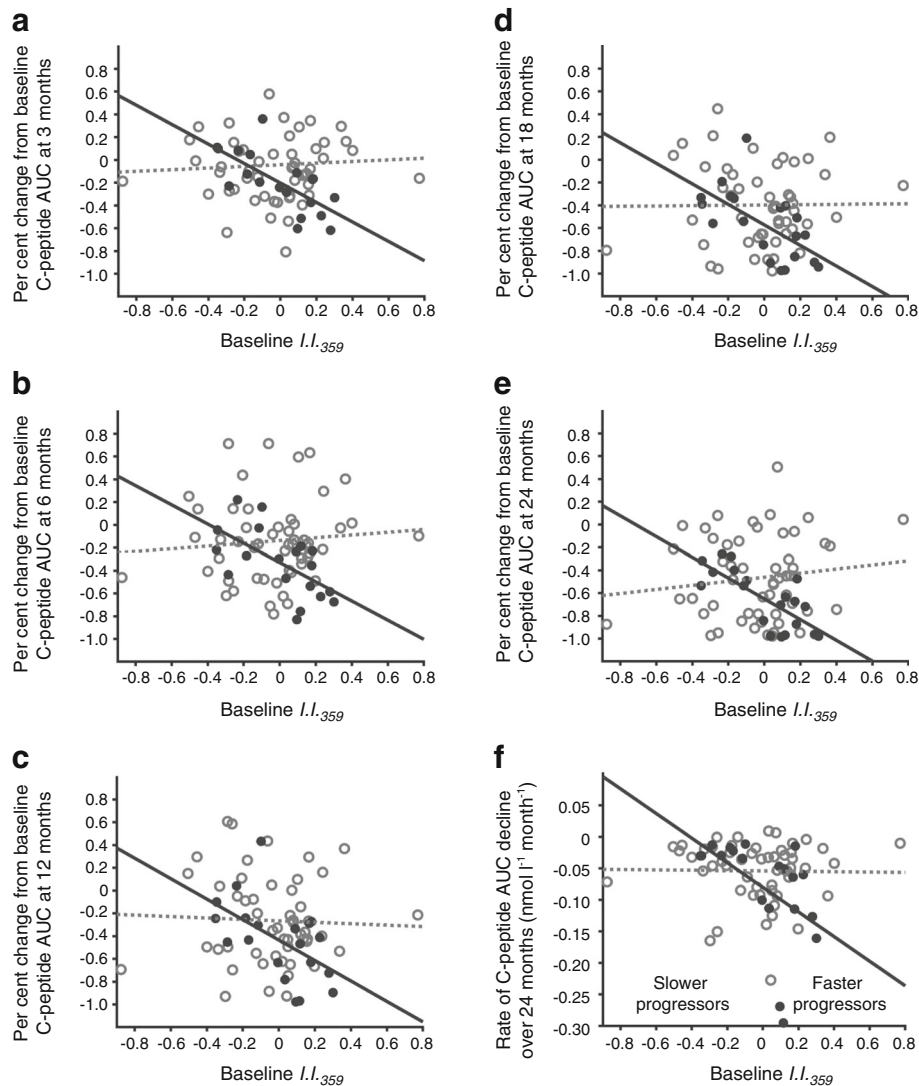 a
Per cent change from baseline
C-peptide AUC at 3 months
0.8
0.6
0.4
0.2
0
-0.2
-0.4
-0.6
-0.8
-1.0
-0.8 -0.6 -0.4 -0.2 0 0.2 0.4 0.6 0.8
Baseline I.I.359
b
Per cent change from baseline
C-peptide AUC at 6 months
0.8
0.6
0.4
0.2
0
-0.2
-0.4
-0.6
-0.8
-1.0
-0.8 -0.6 -0.4 -0.2 0 0.2 0.4 0.6 0.8
Baseline I.I.359
c
Per cent change from baseline
C-peptide AUC at 12 months
0.8
0.6
0.4
0.2
0
-0.2
-0.4
-0.6
-0.8
-1.0
-0.8 -0.6 -0.4 -0.2 0 0.2 0.4 0.6 0.8
Baseline I.I.359
d
Per cent change from baseline
C-peptide AUC at 18 months
0.8
0.6
0.4
0.2
0
-0.2
-0.4
-0.6
-0.8
-1.0
-0.8 -0.6 -0.4 -0.2 0 0.2 0.4 0.6 0.8
Baseline I.I.359
e
Per cent change from baseline
C-peptide AUC at 24 months
0.8
0.6
0.4
0.2
0
-0.2
-0.4
-0.6
-0.8
-1.0
-0.8 -0.6 -0.4 -0.2 0 0.2 0.4 0.6 0.8
Baseline I.I.359
f
Rate of C-peptide AUC decline
over 24 months (nmol l-1 month-1)
0.05
0
-0.05
-0.10
-0.15
-0.20
-0.25
-0.30
Slower
progressors
Faster
progressors
-0.8 -0.6 -0.4 -0.2 0 0.2 0.4 0.6 0.8
Baseline I.I.359